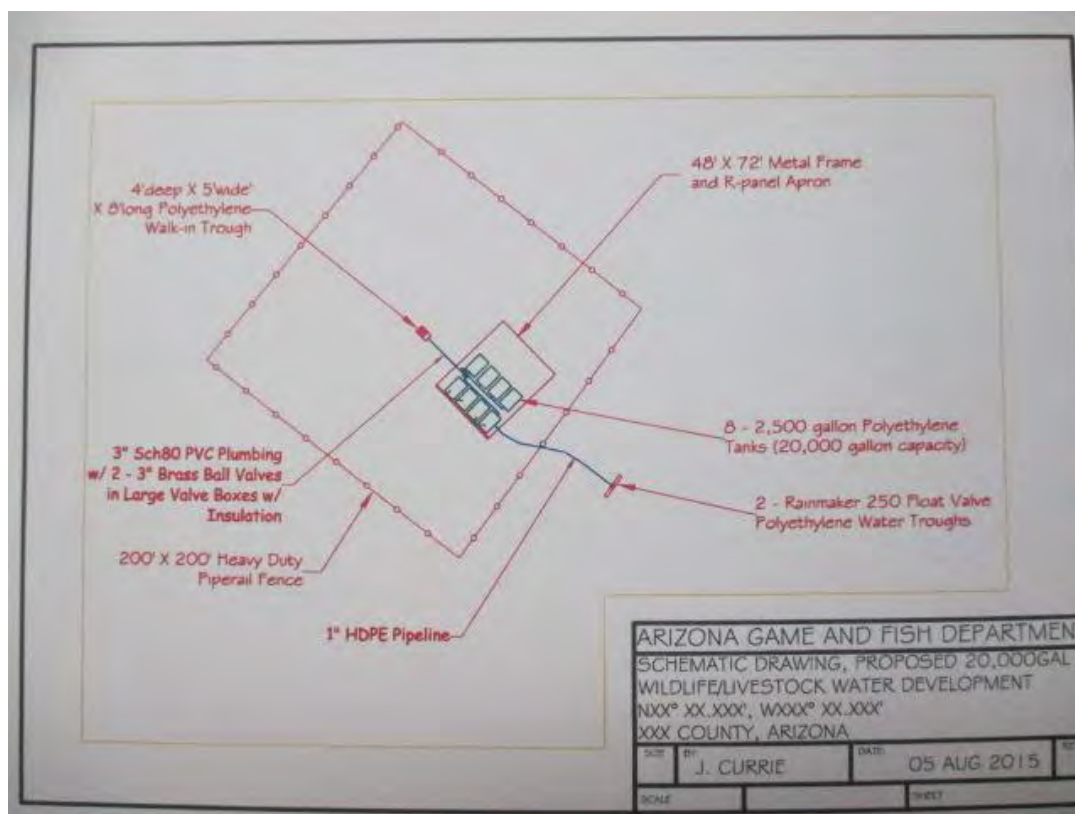 48' X 72' Metal Frame
and R-panel Apron
4'deep X 5'wide'
X 8'long Polyethylene
Walk-in Trough
8 - 2,500 gallon Polyethylene
Tanks (20,000 gallon capacity)
3" Sch80 PVC Plumbing
w/ 2 - 3" Brass Ball Valves
in Large Valve Boxes w/
Insulation
2 - Rainmaker 250 Float Valve
Polyethylene Water Troughs
200' X 200' Heavy Duty
Piperail Fence
1" HDPE Pipeline
ARIZONA GAME AND FISH DEPARTMEN
SCHEMATIC DRAWING, PROPOSED 20,000GAL
WILDLIFE/LIVESTOCK WATER DEVELOPMENT
NXX° XX.XXX', WXXX° XX.XXX'
XXX COUNTY, ARIZONA
SIZE
BY:
J. CURRIE
DATE:
05 AUG 2015
SCALE
SHEET